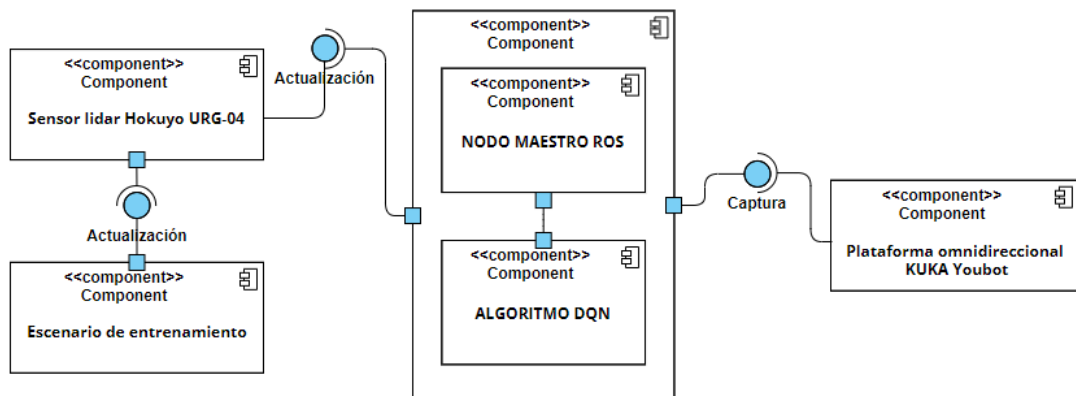 <<component>>
Component
Sensor lidar Hokuyo URG-04
Actualización
Actualización
<<component>>
Component
Escenario de entrenamiento
<<component>>
Component
<<component>>
Component
NODO MAESTRO ROS
<<component>>
Component
ALGORITMO DQN
Captura
<<component>>
Component
Plataforma omnidireccional
KUKA Youbot